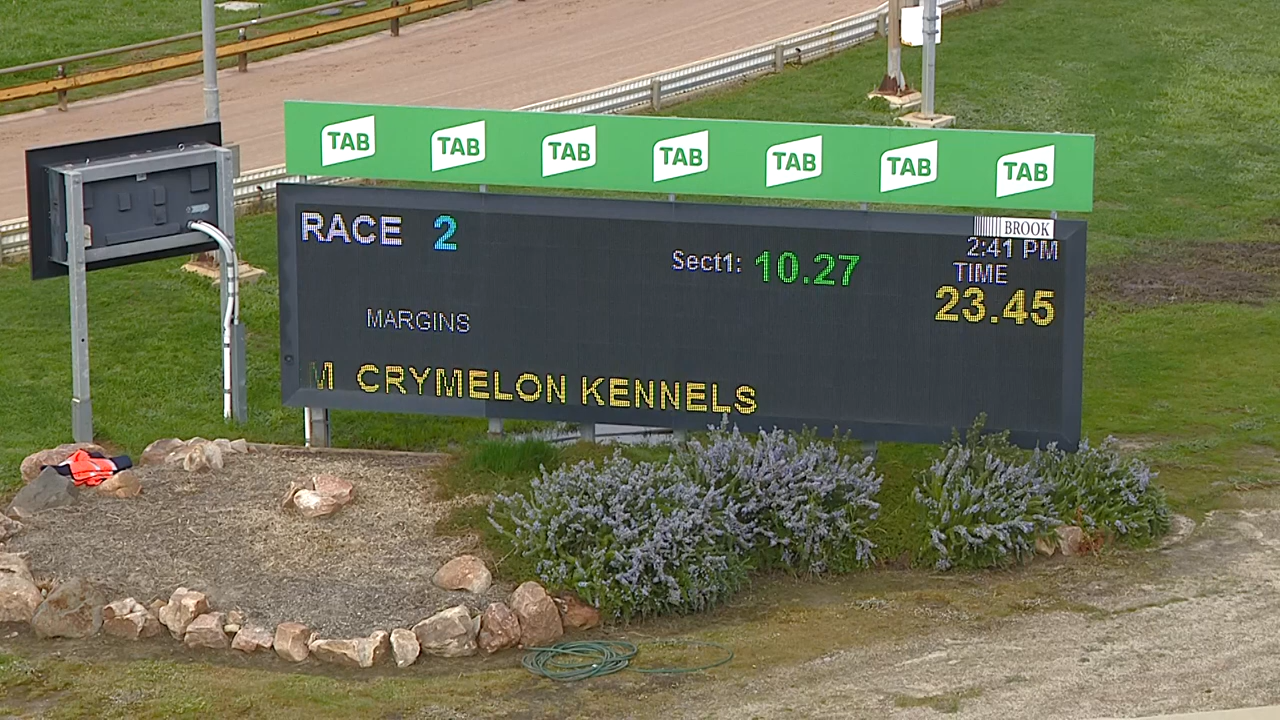 TAB TAB TAB TAB TAB TAB TAB
BROOK
RACE 2
2:41 PM
Sect1: 10.27
TIME
23.45
MARGINS
M CRYMELON KENNELS